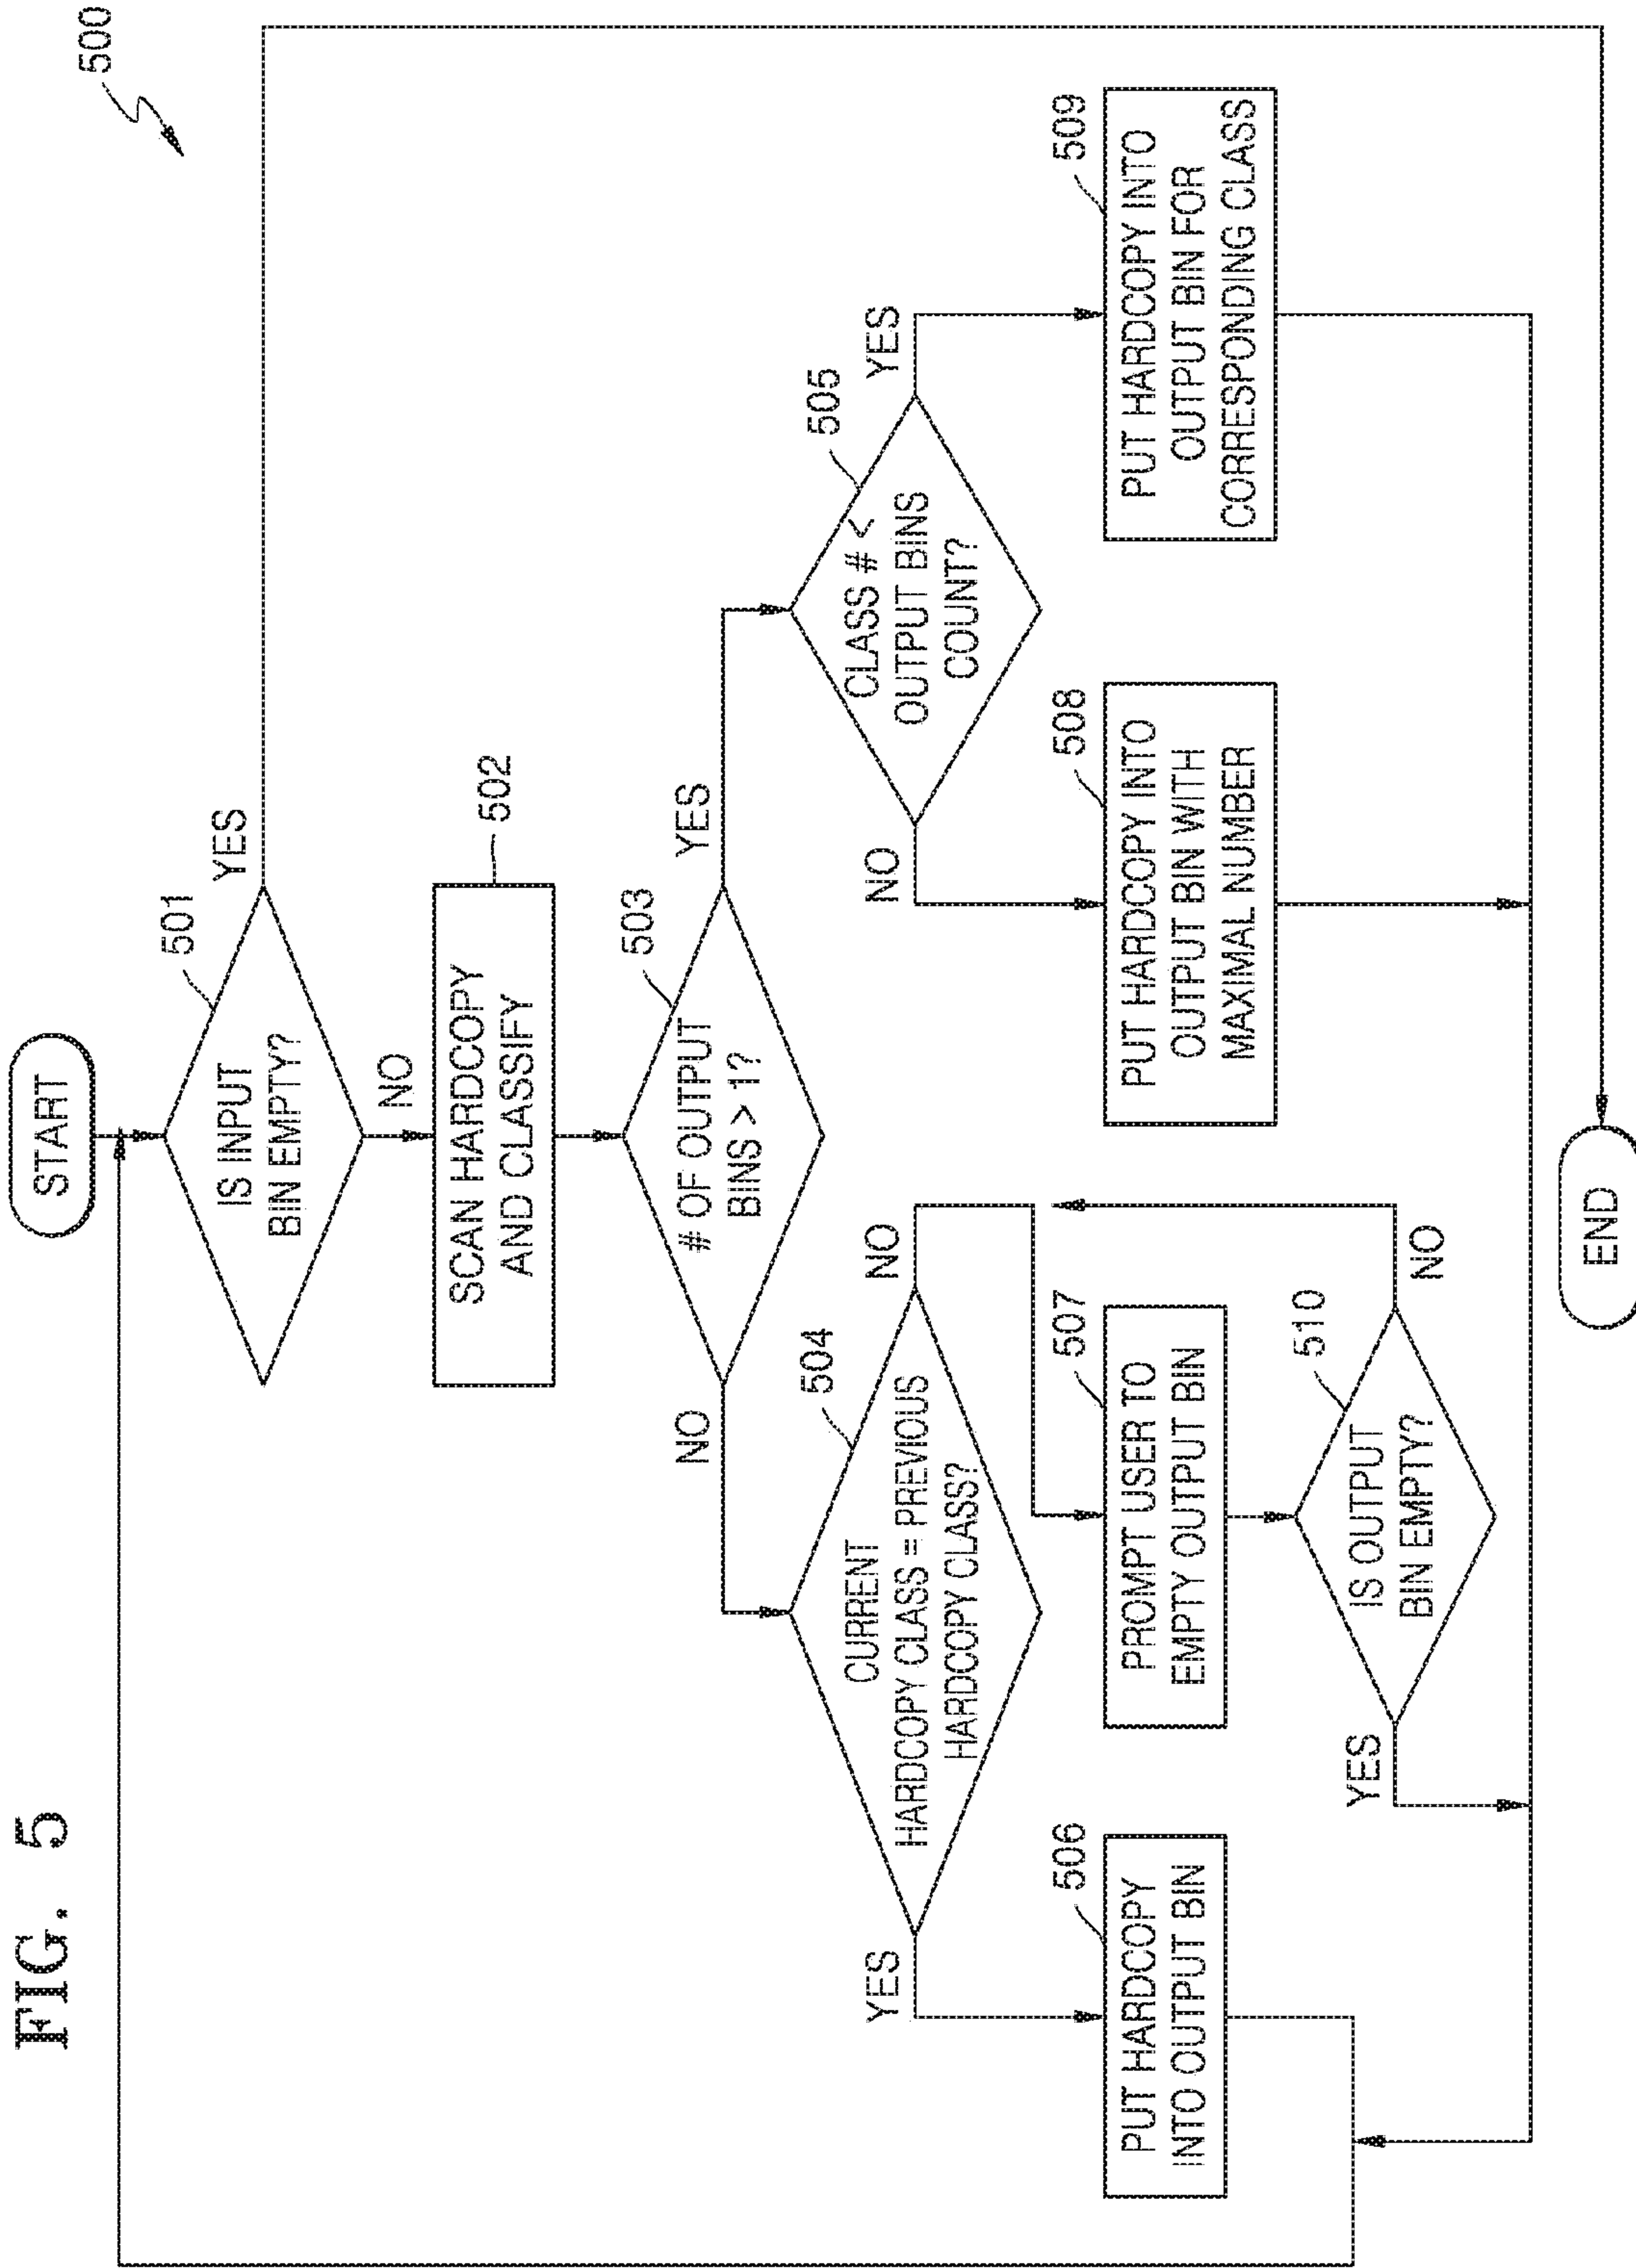 FIG. 5
500
START
501
IS INPUT
BIN EMPTY?
YES
NO
502
SCAN HARDCOPY
AND CLASSIFY
503
# OF OUTPUT
BINS > 1?
NO
YES
504
CURRENT
HARDCOPY CLASS = PREVIOUS
HARDCOPY CLASS?
YES
NO
505
CLASS # <
OUTPUT BINS
COUNT?
NO
YES
506
PUT HARDCOPY
INTO OUTPUT BIN
507
PROMPT USER TO
EMPTY OUTPUT BIN
508
PUT HARDCOPY INTO
OUTPUT BIN WITH
MAXIMAL NUMBER
509
PUT HARDCOPY INTO
OUTPUT BIN FOR
CORRESPONDING CLASS
510
IS OUTPUT
BIN EMPTY?
YES
NO
END